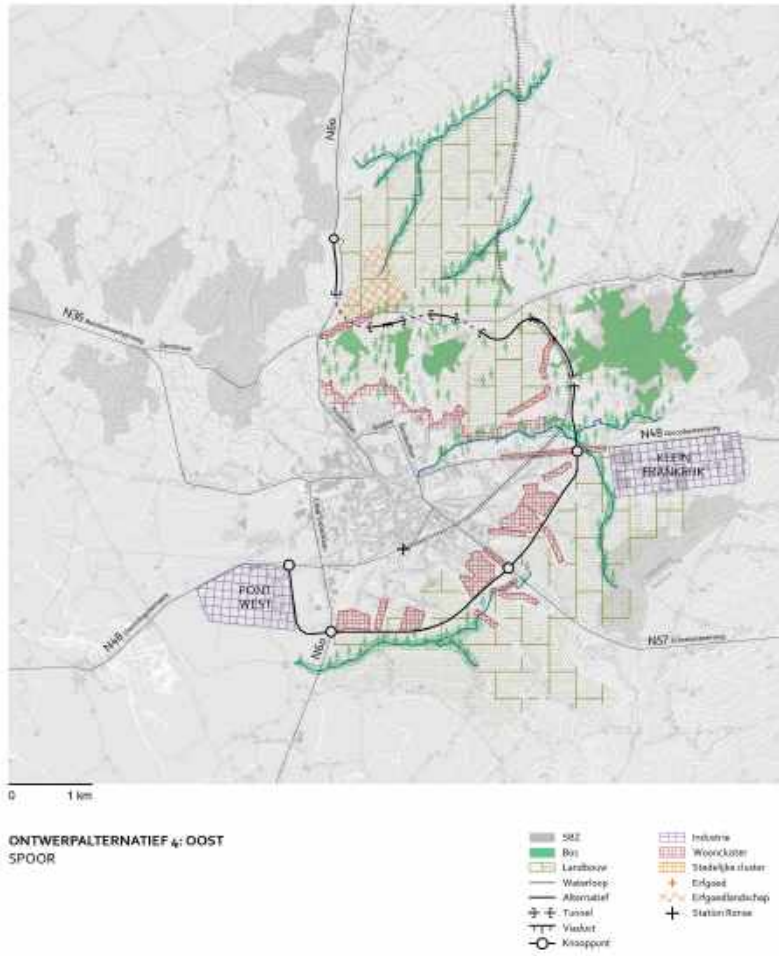 N60
N36
N48
KLEIN
FRANKRIJK
PONT
WEST
N48
N60
N57
0 1 km
ONTWERPALTERNATIEF 4: OOST
SPOOR
SBZ
Bos
Landbouw
Waterloop
Alternatief
Tunnel
Viaduct
Knooppunt
Industrie
Wooncluster
Stedelijke cluster
Erfgoed
Erfgoedlandschap
Station Ronse